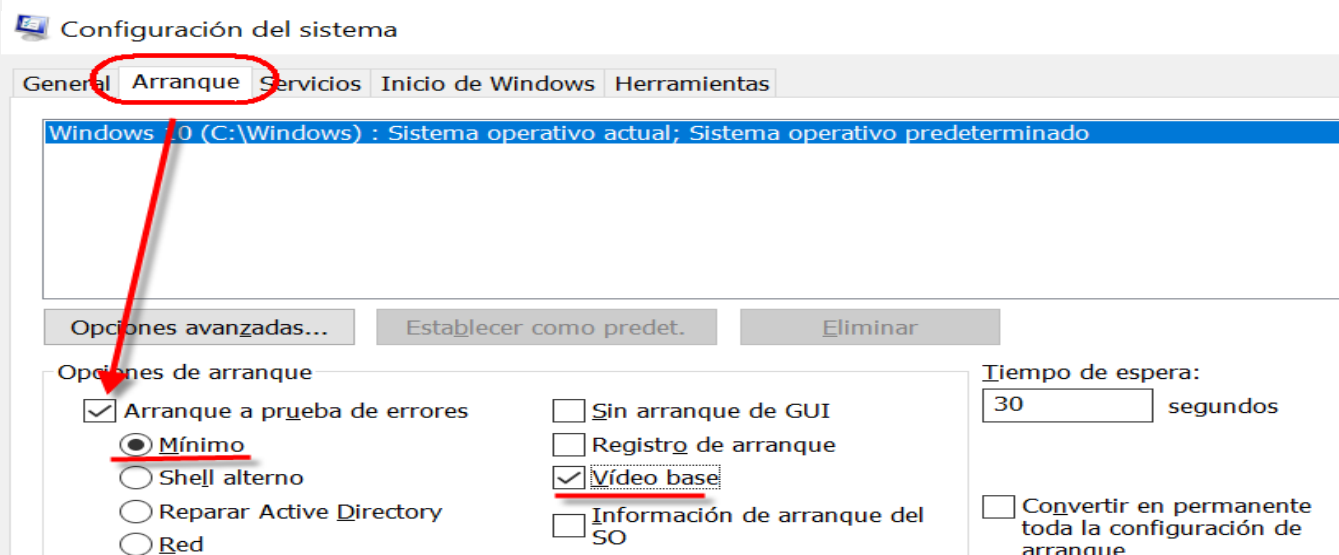 Configuración del sistema
General Arranque Servicios Inicio de Windows Herramientas
Windows 10 (C:\Windows) : Sistema operativo actual; Sistema operativo predeterminado
Opciones avanzadas... Establecer como predet. Eliminar
Opciones de arranque
Tiempo de espera:
Arranque a prueba de errores
Sin arranque de GUI
30 segundos
Mínimo
Registro de arranque
Shell alterno
Vídeo base
Reparar Active Directory
Información de arranque del
SO
Red
Convertir en permanente
toda la configuración de
arranque